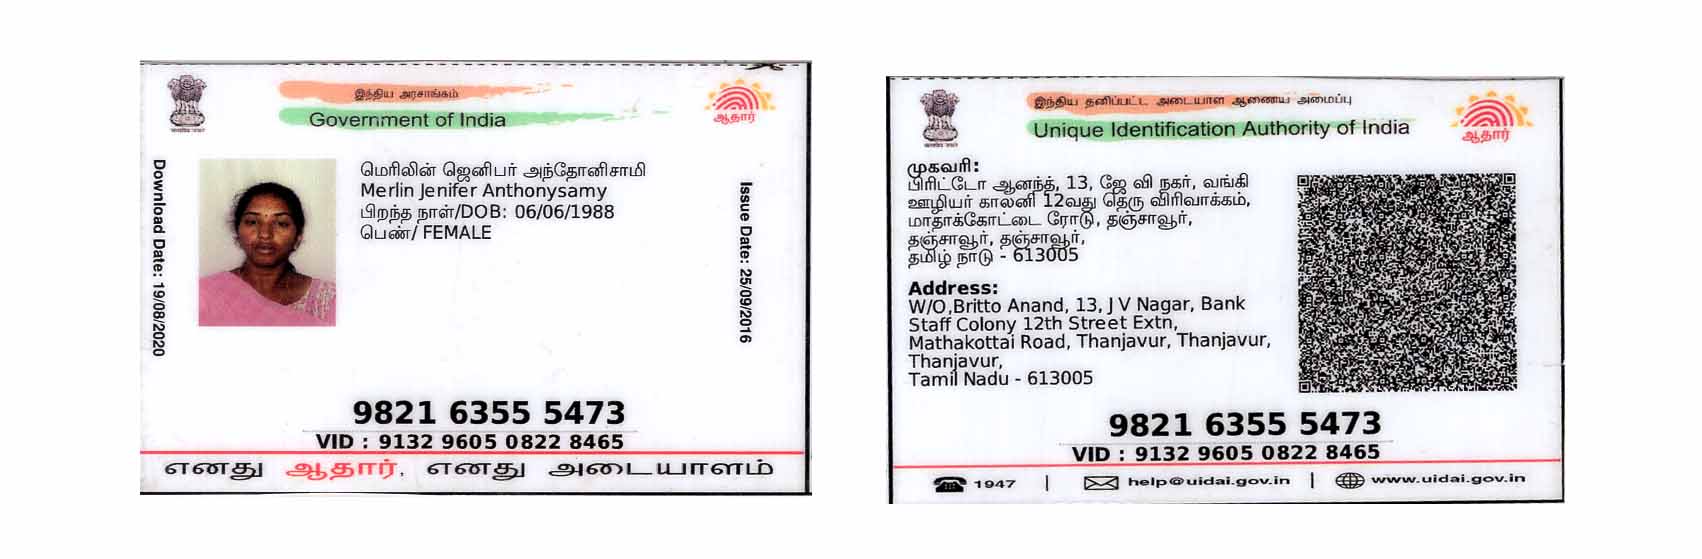 இந்திய அரசாங்கம்
Government of India
ஆதார்
Download Date: 19/08/2020
மெரிலின் ஜெனிபர் அந்தோனிசாமி
Merlin Jenifer Anthonysamy
பிறந்த நாள்/DOB: 06/06/1988
பெண்/ FEMALE
Issue Date: 25/09/2016
9821 6355 5473
VID : 9132 9605 0822 8465
எனது ஆதார், எனது அடையாளம்
இந்திய தனிப்பட்ட அடையாள ஆணைய அமைப்பு
Unique Identification Authority of India
ஆதார்
முகவரி:
பிரிட்டோ ஆனந்த், 13, ஜே வி நகர், வங்கி
ஊழியர் காலனி 12வது தெரு விரிவாக்கம்,
மாதாக்கோட்டை ரோடு, தஞ்சாவூர்,
தஞ்சாவூர், தஞ்சாவூர்,
தமிழ் நாடு - 613005
Address:
W/O,Britto Anand, 13, J V Nagar, Bank
Staff Colony 12th Street Extn,
Mathakottai Road, Thanjavur, Thanjavur,
Thanjavur,
Tamil Nadu - 613005
9821 6355 5473
VID : 9132 9605 0822 8465
1947 | help@uidai.gov.in | www.uidai.gov.in